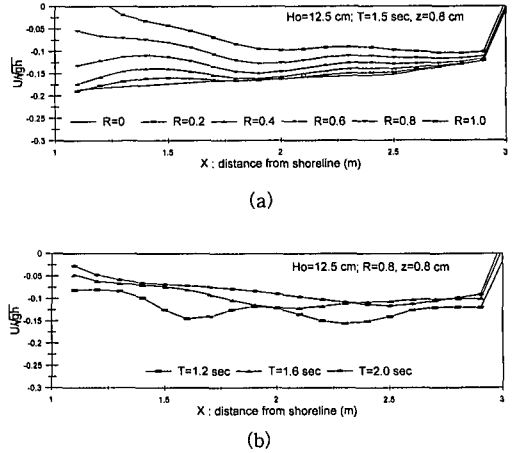 Ho=12.5 cm; T=1.5 sec, z=0.8 cm
0
-0.05
-0.1
-0.15
-0.2
-0.25
-0.3
U/√gh
R=0 R=0.2 R=0.4 R=0.6 R=0.8 R=1.0
1 1.5 2 2.5 3
X : distance from shoreline (m)
(a)
Ho=12.5 cm; R=0.8, z=0.8 cm
0
-0.05
-0.1
-0.15
-0.2
-0.25
-0.3
U/√gh
T=1.2 sec T=1.6 sec T=2.0 sec
1 1.5 2 2.5 3
X : distance from shoreline (m)
(b)